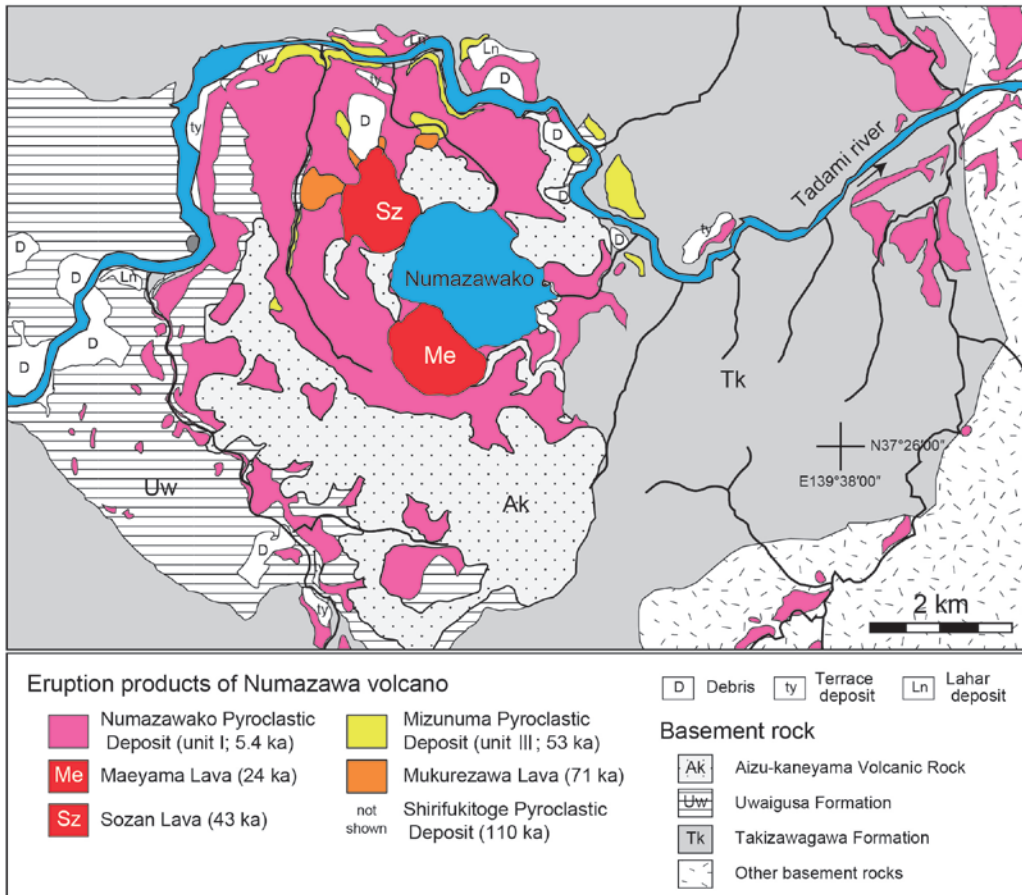 Ln
ty
Ln
D
ty
D
ty
D
D
Sz
D
D
ty
Tadami river
D
Numazawako
D
Ln
D
D
Me
Tk
N37°26'00"
E139°38'00"
Uw
Ak
D
ty
2 km
Eruption products of Numazawa volcano
Numazawako Pyroclastic
Deposit (unit I; 5.4 ka)
Me Maeyama Lava (24 ka)
Sz Sozan Lava (43 ka)
Mizunuma Pyroclastic
Deposit (unit III; 53 ka)
Mukurezawa Lava (71 ka)
not
shown
Shirifukitoge Pyroclastic
Deposit (110 ka)
D Debris
ty Terrace
deposit
Ln Lahar
deposit
Basement rock
Ak Aizu-kaneyama Volcanic Rock
Uw Uwaigusa Formation
Tk Takizawagawa Formation
Other basement rocks